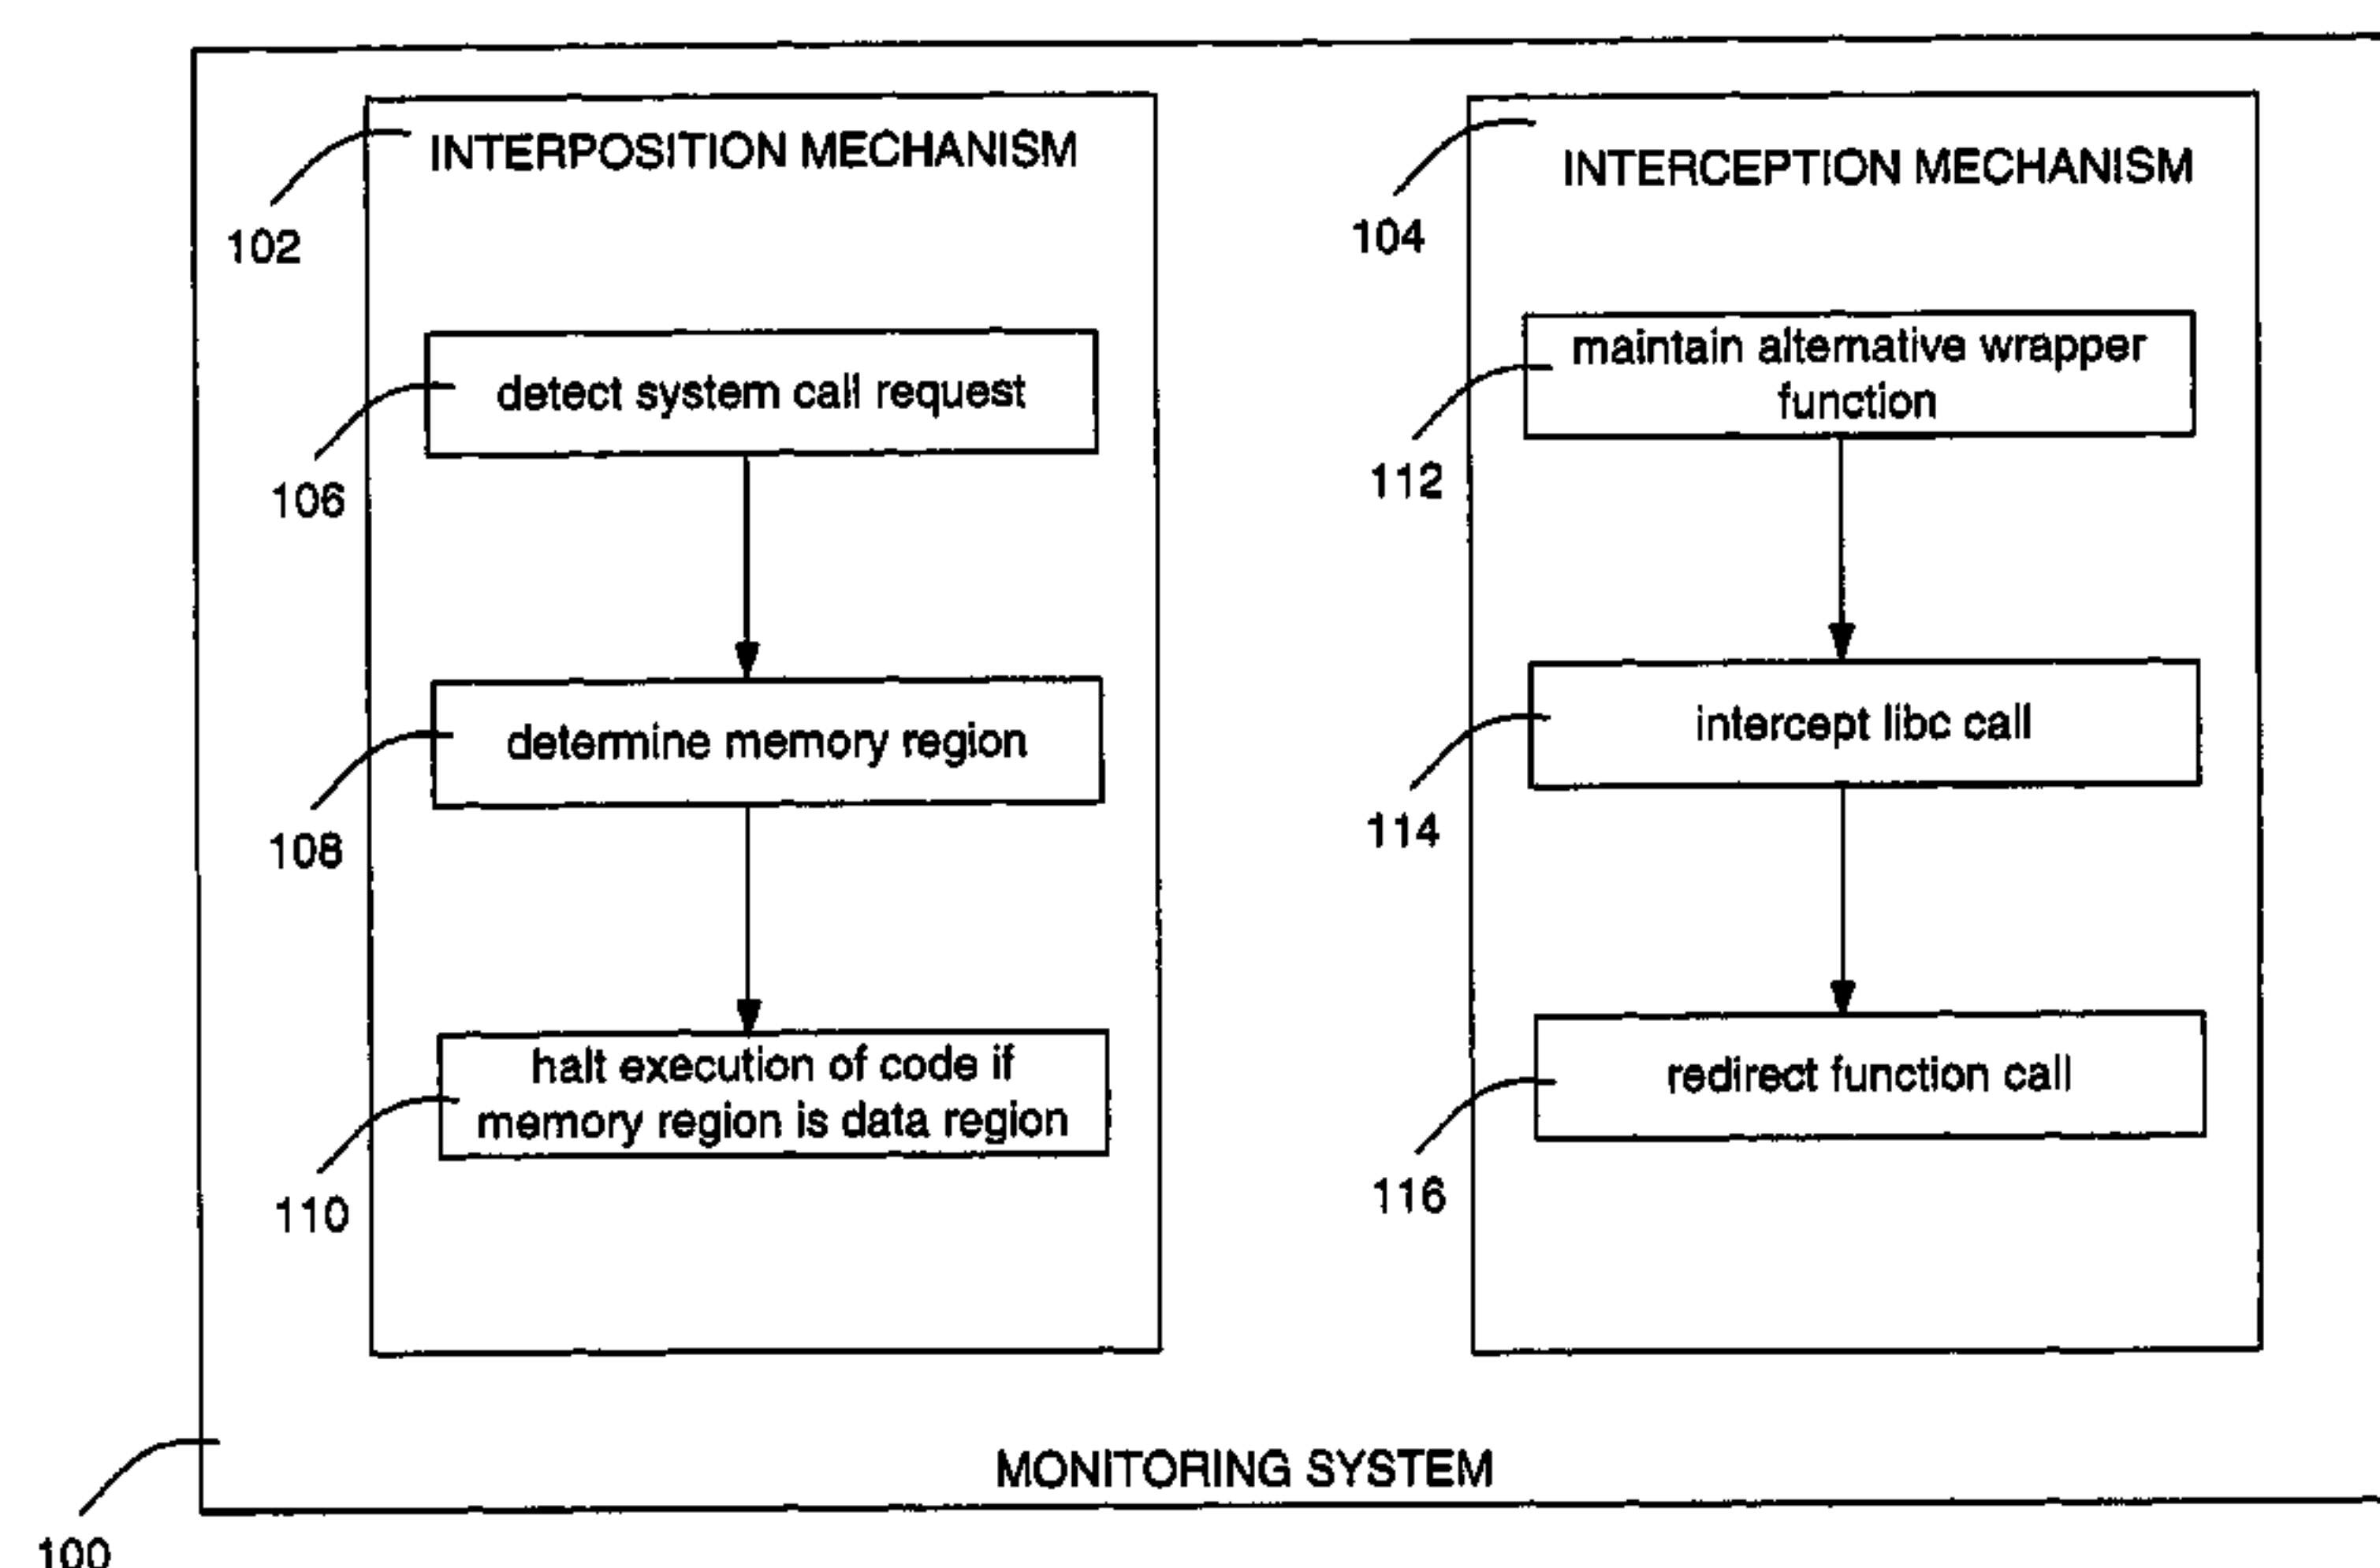 INTERPOSITION MECHANISM
102
detect system call request
106
determine memory region
108
halt execution of code if
memory region is data region
110
INTERCEPTION MECHANISM
104
maintain alternative wrapper
function
112
intercept libc call
114
redirect function call
116
MONITORING SYSTEM
100